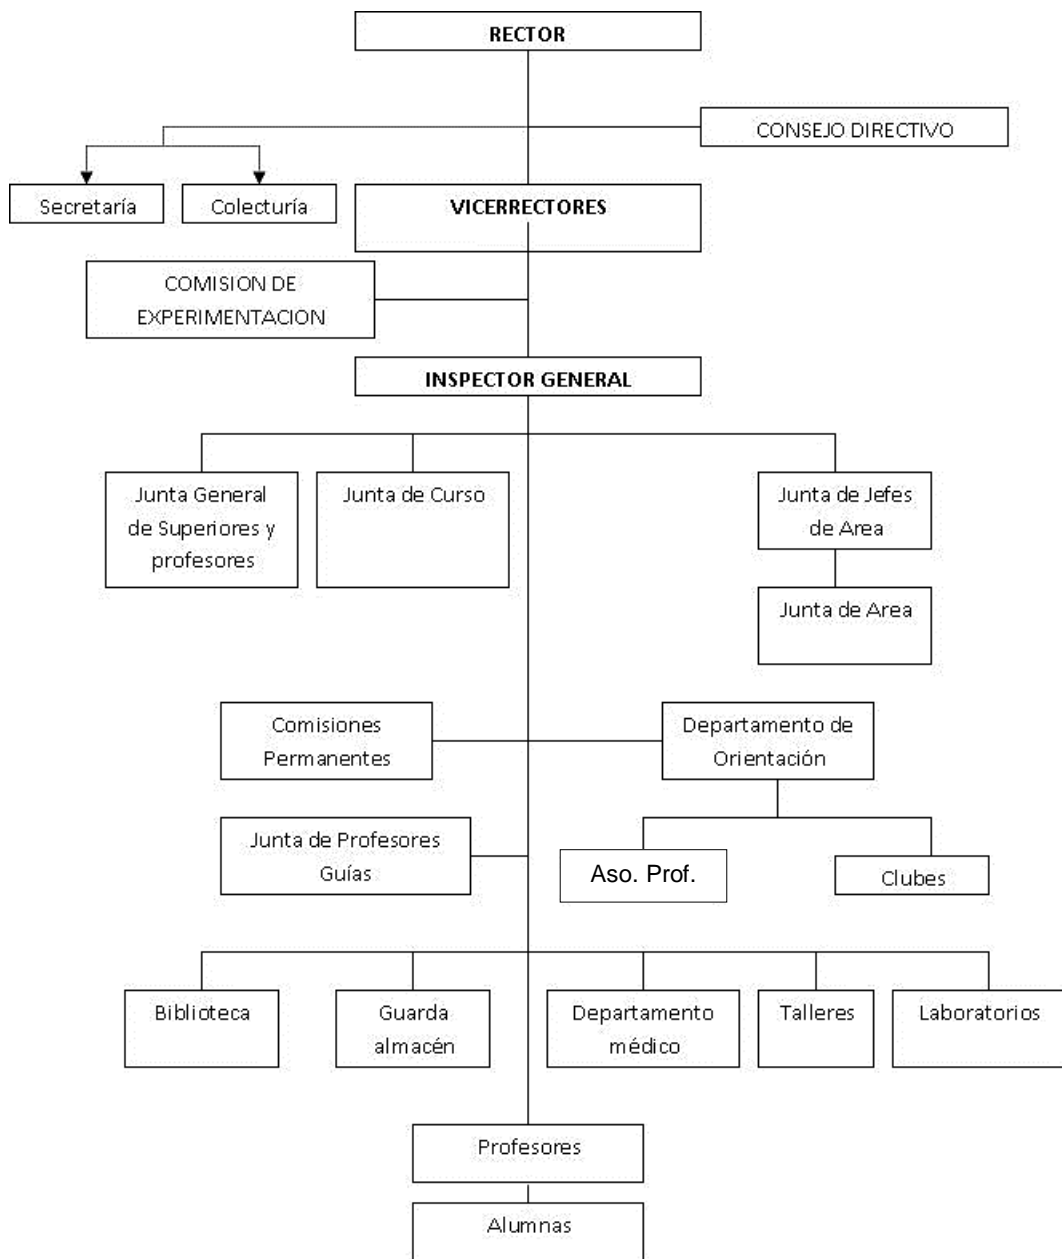 RECTOR
CONSEJO DIRECTIVO
Secretaría
Colecturía
VICERRECTORES
COMISION DE
EXPERIMENTACION
INSPECTOR GENERAL
Junta General
de Superiores y
profesores
Junta de Curso
Junta de Jefes
de Area
Junta de Area
Comisiones
Permanentes
Departamento de
Orientación
Junta de Profesores
Guías
Aso. Prof.
Clubes
Biblioteca
Guarda
almacén
Departamento
médico
Talleres
Laboratorios
Profesores
Alumnas